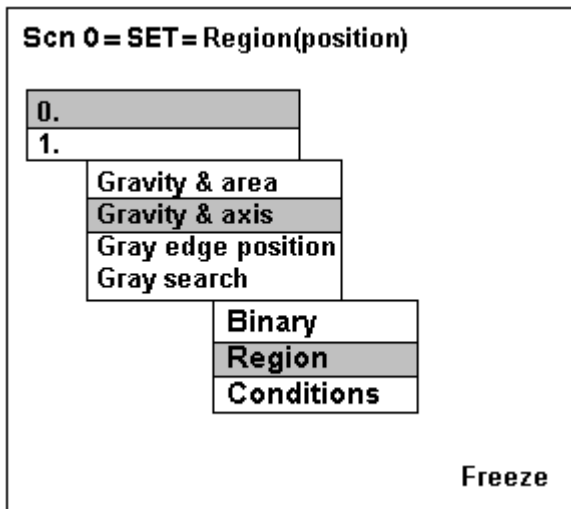 Scn 0=SET=Region(position)
0.
1.
Gravity & area
Gravity & axis
Gray edge position
Gray search
Binary
Region
Conditions
Freeze